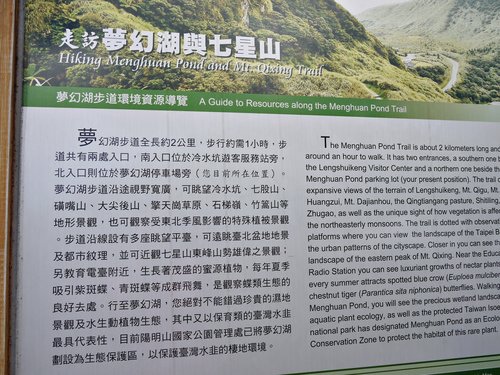 走訪夢幻湖與七星山
Hiking Menghuan Pond and Mt. Qixing Trail
夢幻湖步道環境資源導覽 A Guide to Resources along the Menghuan Pond Trail
夢幻湖步道全長約2公里，步行約需1小時，步
道共有兩處入口，南入口位於冷水坑遊客服務站旁，
北入口則位於夢幻湖停車場旁（您目前所在位置）。
夢幻湖步道沿途視野寬廣，可眺望冷水坑、七股山、
磺嘴山、大尖後山、擎天崗草原、石梯嶺、竹篙山等
地形景觀，也可觀察受東北季風影響的特殊植被景觀
。步道沿線設有多座眺望平臺，可遠眺臺北盆地地景
及都市紋理，並可近觀七星山東峰山勢雄偉之景觀；
另教育電臺附近，生長著茂盛的蜜源植物，每年夏季
吸引紫斑蝶、青斑蝶等成群飛舞，是觀察蝶類生態的
良好去處。行至夢幻湖，您絕對不能錯過珍貴的濕地
景觀及水生動植物生態，其中又以保育類的臺灣水韭
最具代表性，目前陽明山國家公園管理處已將夢幻湖
劃設為生態保護區，以保護臺灣水韭的棲地環境。
The Menghuan Pond Trail is about 2 kilometers long and
around an hour to walk. It has two entrances, a southern one
the Lengshuikeng Visitor Center and a northern one beside the
Menghuan Pond parking lot (your present position). The trail
expansive views of the terrain of Lengshuikeng, Mt. Qigu, Mt.
Huangzui, Mt. Dajianhou, the Qingtiangang pasture, Shitiling,
Zhugao, as well as the unique sight of how vegetation is affe
the northeasterly monsoons. The trail is dotted with observat
platforms where you can view the landscape of the Taipei B
the urban patterns of the cityscape. Closer in you can see t
landscape of the eastern peak of Mt. Qixing. Near the Educa
Radio Station you can see luxuriant growths of nectar plants
every summer attracts spotted blue crow (Euploea mulciber
chestnut tiger (Parantica sita niphonica) butterflies. Walking
Menghuan Pond, you will see the precious wetland landsca
aquatic plant ecology, as well as the protected Taiwan isoe
national park has designated Menghuan Pond as an Ecolo
Conservation Zone to protect the habitat of this plant.